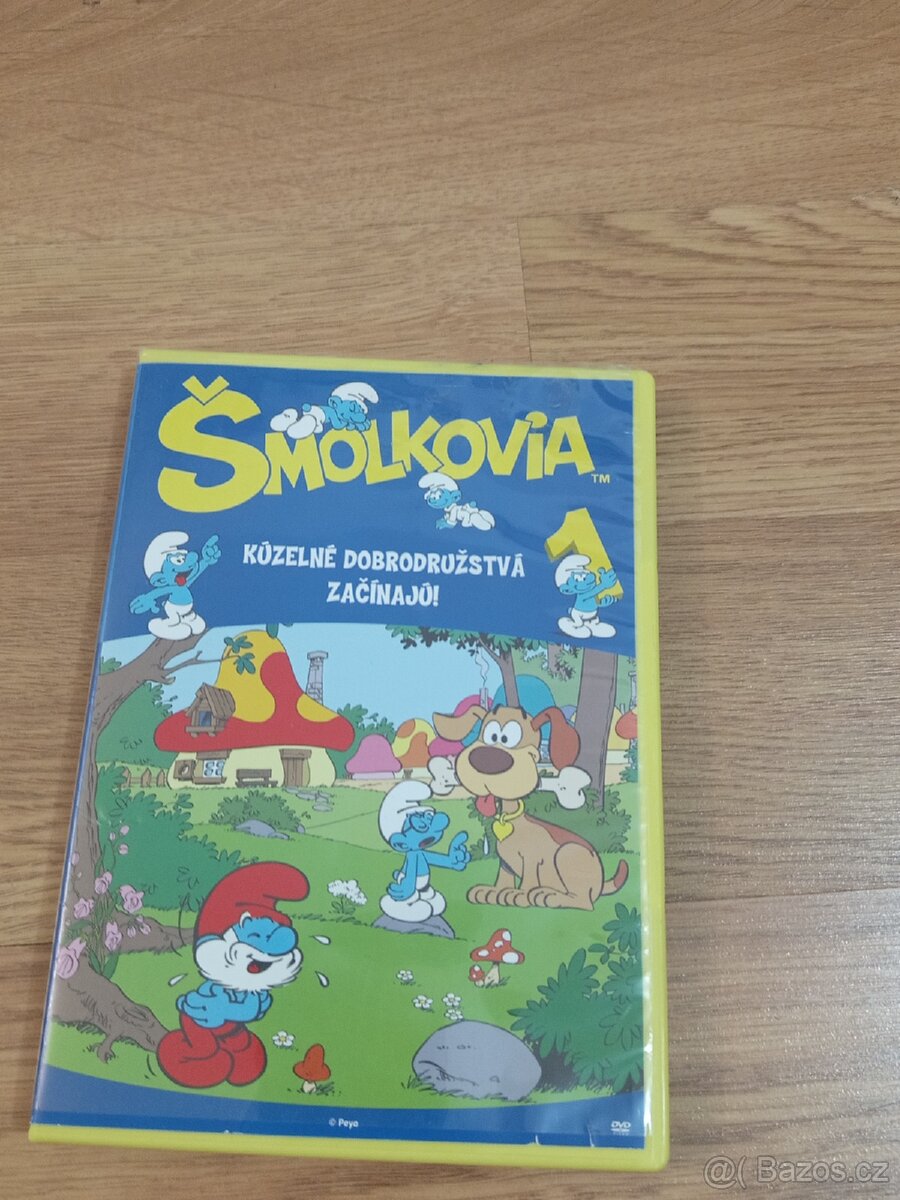 ŠMOLKOVIA TM
1
KÚZELNÉ DOBRODRUŽSTVÁ
ZAČÍNAJÚ!
© Peyo
DVD
@( Bazos.cz